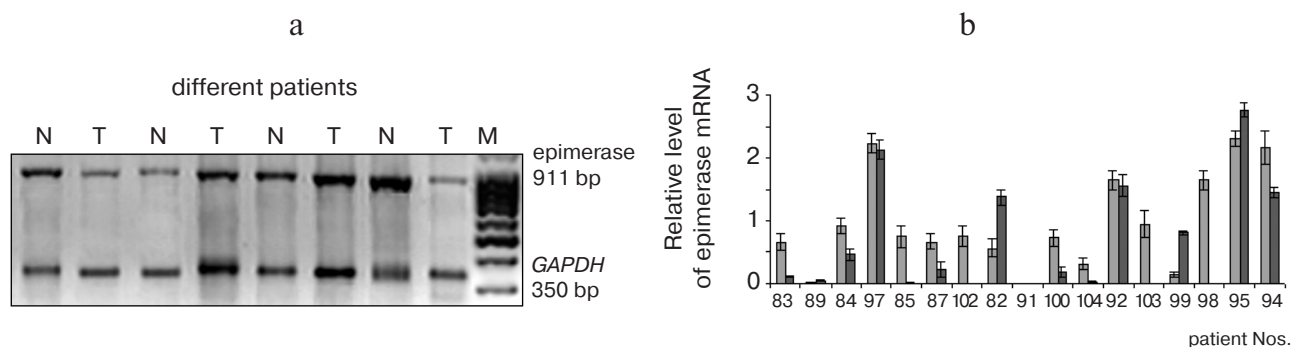 a
different patients
N T N T N T N T M
epimerase
911 bp
GAPDH
350 bp
b
Relative level
of epimerase mRNA
3
2
1
0
83 89 84 97 85 87 102 82 91 100 104 92 103 99 98 95 94
patient Nos.